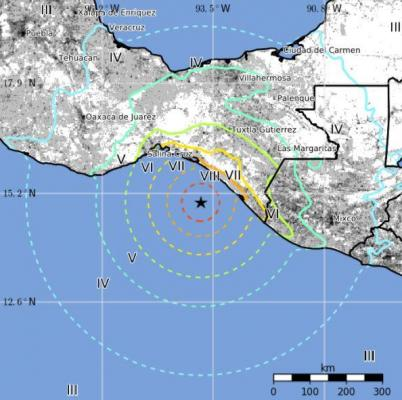 III
Xalapa de Enríquez
93.5°W
90.8°W
Veracruz
Puebla
III
Tehuacán
IV
IV
Ciudad del Carmen
17.9°N
Villahermosa
Palenque
Oaxaca de Juárez
Tuxtla Gutiérrez
IV
Las Margaritas
V
Salina Cruz
VI
VII
VIII
VII
15.2°N
VI
Mixco
V
IV
12.6°N
III
km
III
0
100
200
300